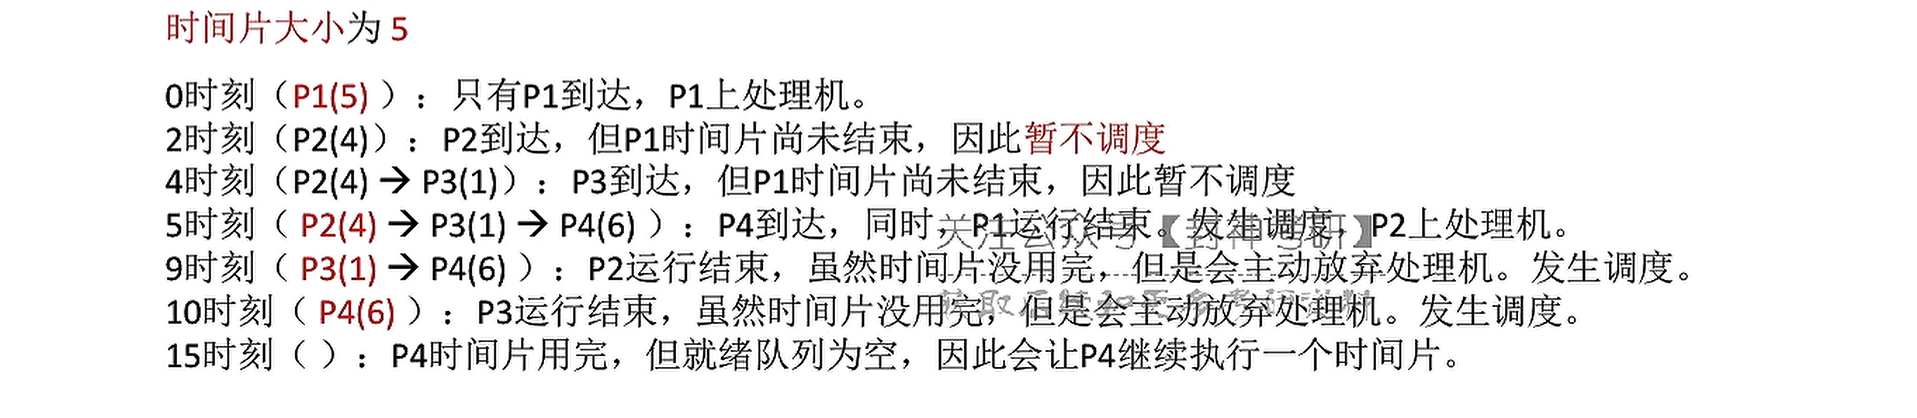 时间片大小为 5
0时刻（P1(5) ）：只有P1到达，P1上处理机。
2时刻（P2(4)）：P2到达，但P1时间片尚未结束，因此暂不调度
4时刻（P2(4) → P3(1)）：P3到达，但P1时间片尚未结束，因此暂不调度
5时刻（ P2(4) → P3(1) → P4(6) ）：P4到达，同时，P1运行结束。发生调度，P2上处理机。
关注公众号【封神考研】
9时刻（ P3(1) → P4(6) ）：P2运行结束，虽然时间片没用完，但是会主动放弃处理机。发生调度。
10时刻（ P4(6) ）：P3运行结束，虽然时间片没用完，但是会主动放弃处理机。发生调度。
15时刻（ ）：P4时间片用完，但就绪队列为空，因此会让P4继续执行一个时间片。